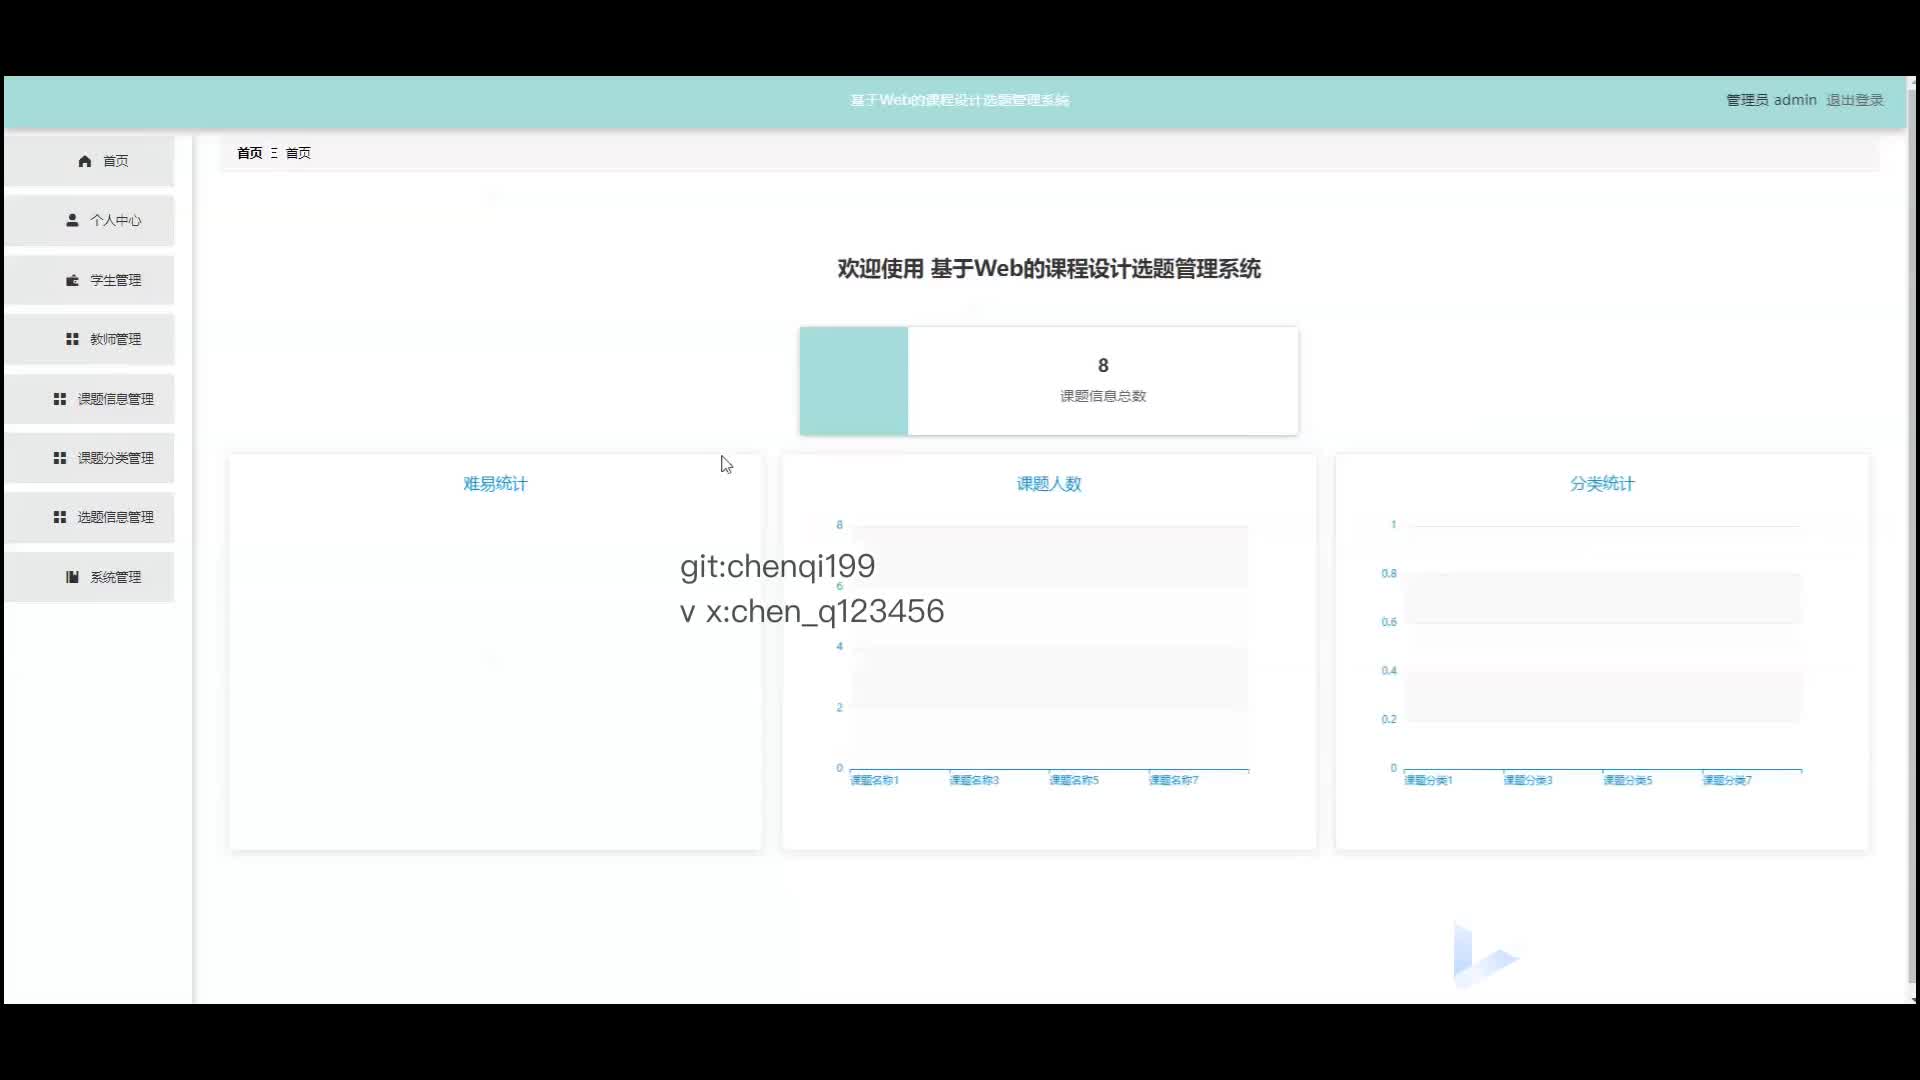 基于Web的课程设计选题管理系统
管理员 admin 退出登录
首页
个人中心
学生管理
教师管理
课题信息管理
课题分类管理
选题信息管理
系统管理
首页 Ξ 首页
欢迎使用 基于Web的课程设计选题管理系统
8
课题信息总数
难易统计
课题人数
8
6
4
2
0
课题名称1 课题名称3 课题名称5 课题名称7
分类统计
1
0.8
0.6
0.4
0.2
0
课题分类1 课题分类3 课题分类5 课题分类7
git:chenqi199
v x:chen_q123456